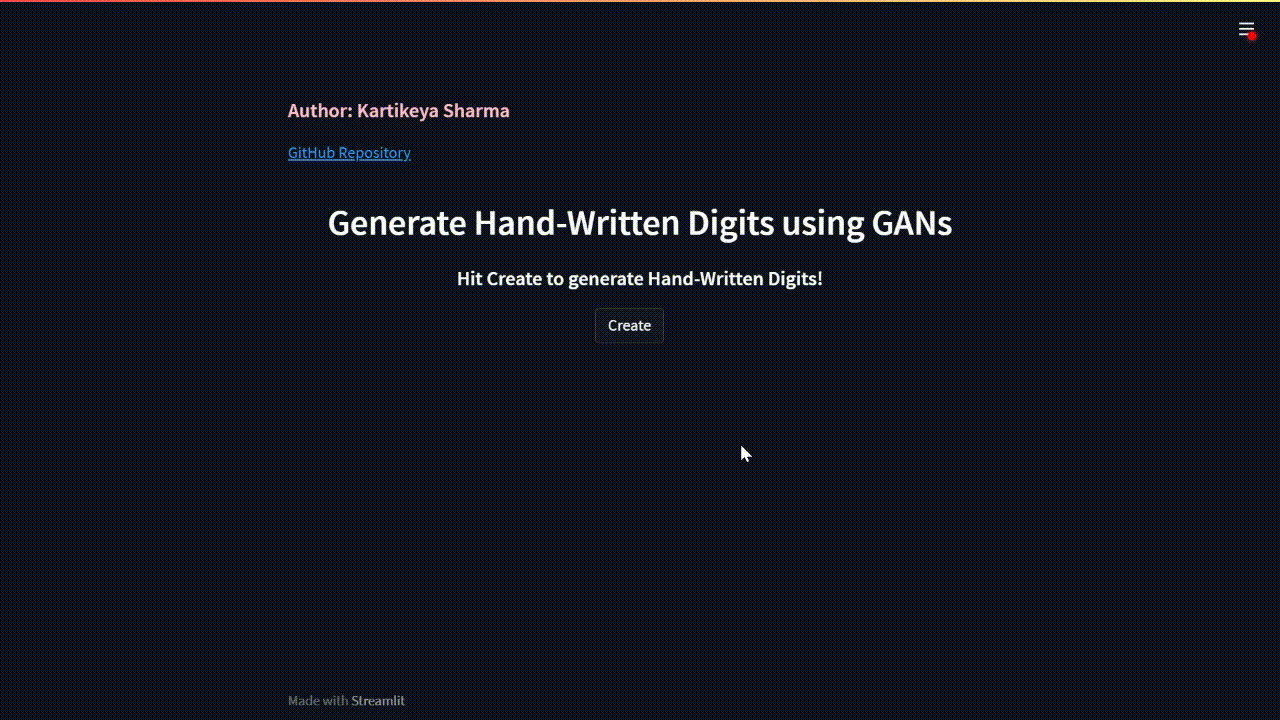 Author: Kartikeya Sharma
GitHub Repository
Generate Hand-Written Digits using GANs
Hit Create to generate Hand-Written Digits!
Create
Made with Streamlit